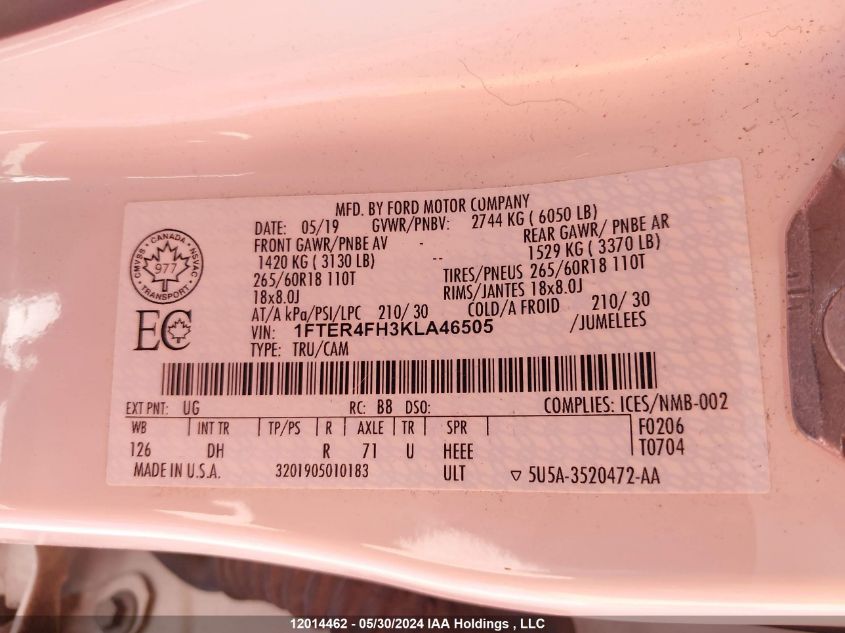 MFD. BY FORD MOTOR COMPANY
DATE: 05/19 GVWR/PNBV: 2744 KG ( 6050 LB)
FRONT GAWR/PNBE AV - REAR GAWR/ PNBE AR
1420 KG ( 3130 LB) -- 1529 KG ( 3370 LB)
265/60R18 110T TIRES/PNEUS 265/60R18 110T
18x8.0J RIMS/JANTES 18x8.0J
AT/A kPa/PSI/LPC 210/ 30 COLD/A FROID 210/ 30
VIN: 1FTER4FH3KLA46505 /JUMELEES
TYPE: TRU/CAM
CMVSS CANADA NSVAC
977
TRANSPORT
EC
EXT PNT: UG RC: B8 DSO: COMPLIES: ICES/NMB-002
WB INT TR TP/PS R AXLE TR SPR F0206
126 DH R 71 U HEEE T0704
MADE IN U.S.A. 3201905010183 ULT ▽ 5U5A-3520472-AA
12014462 - 05/30/2024 IAA Holdings , LLC